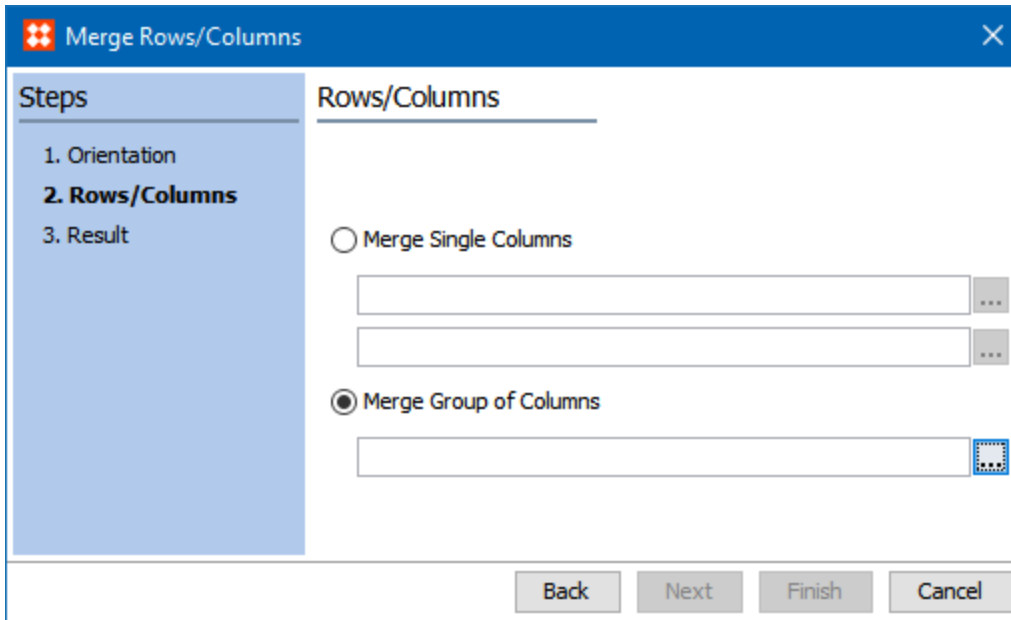 Merge Rows/Columns
Steps
1. Orientation
2. Rows/Columns
3. Result
Rows/Columns
Merge Single Columns
...
...
Merge Group of Columns
...
Back Next Finish Cancel